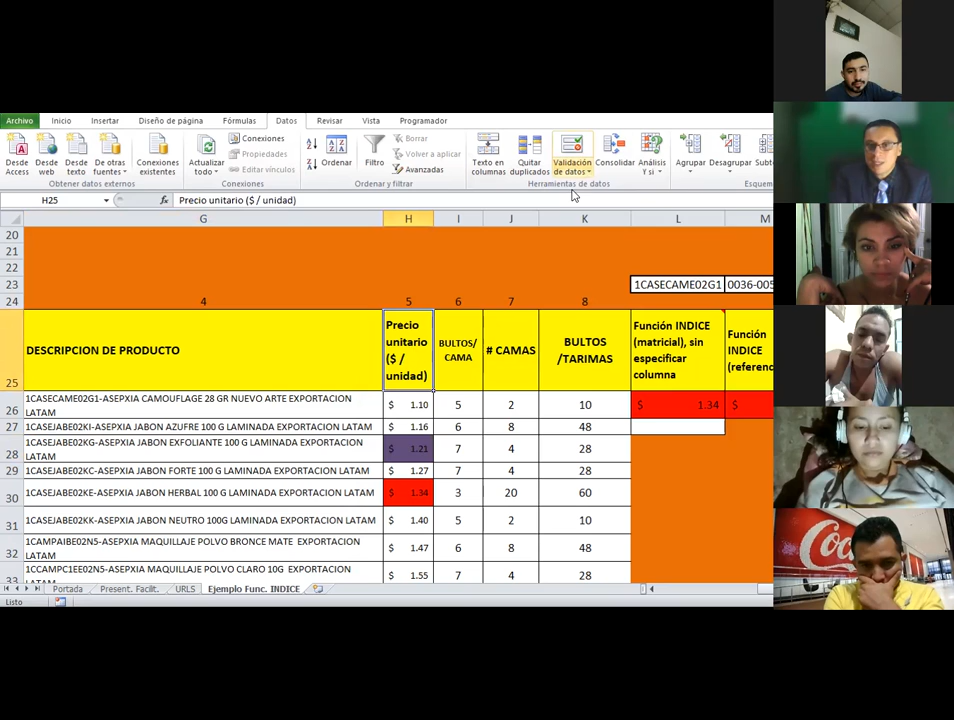 Archivo Inicio Insertar Diseño de página Fórmulas Datos Revisar Vista Programador
Desde Access
Desde web
Desde texto
De otras fuentes
Conexiones existentes
Obtener datos externos
Actualizar todo
Conexiones
Propiedades
Editar vínculos
Conexiones
Ordenar
Filtro
Borrar
Volver a aplicar
Avanzadas
Ordenar y filtrar
Texto en columnas
Quitar duplicados
Validación de datos
Consolidar
Análisis Y si
Herramientas de datos
Agrupar
Desagrupar
Subt
Esquem
H25 fx Precio unitario ($ / unidad)
G H I J K L M
20
21
22
23 1CASECAME02G1 0036-005
24 4 5 6 7 8
25 DESCRIPCION DE PRODUCTO
Precio unitario ($ / unidad)
BULTOS/ CAMA
# CAMAS
BULTOS /TARIMAS
Función INDICE (matricial), sin especificar columna
Función INDICE (referenc
26 1CASECAME02G1-ASEPXIA CAMOUFLAGE 28 GR NUEVO ARTE EXPORTACION LATAM $ 1.10 5 2 10 $ 1.34 $
27 1CASEJABE02KI-ASEPXIA JABON AZUFRE 100 G LAMINADA EXPORTACION LATAM $ 1.16 6 8 48
28 1CASEJABE02KG-ASEPXIA JABON EXFOLIANTE 100 G LAMINADA EXPORTACION LATAM $ 1.21 7 4 28
29 1CASEJABE02KC-ASEPXIA JABON FORTE 100 G LAMINADA EXPORTACION LATAM $ 1.27 7 4 28
30 1CASEJABE02KE-ASEPXIA JABON HERBAL 100 G LAMINADA EXPORTACION LATAM $ 1.34 3 20 60
31 1CASEJABE02KK-ASEPXIA JABON NEUTRO 100G LAMINADA EXPORTACION LATAM $ 1.40 5 2 10
32 1CAMPAIBE02N5-ASEPXIA MAQUILLAJE POLVO BRONCE MATE EXPORTACION LATAM $ 1.47 6 8 48
33 1CCAMPC1EE02N5-ASEPXIA MAQUILLAJE POLVO CLARO 10G EXPORTACION LATAM $ 1.55 7 4 28
Portada Present. Facilit. URLS Ejemplo Func. INDICE
Listo